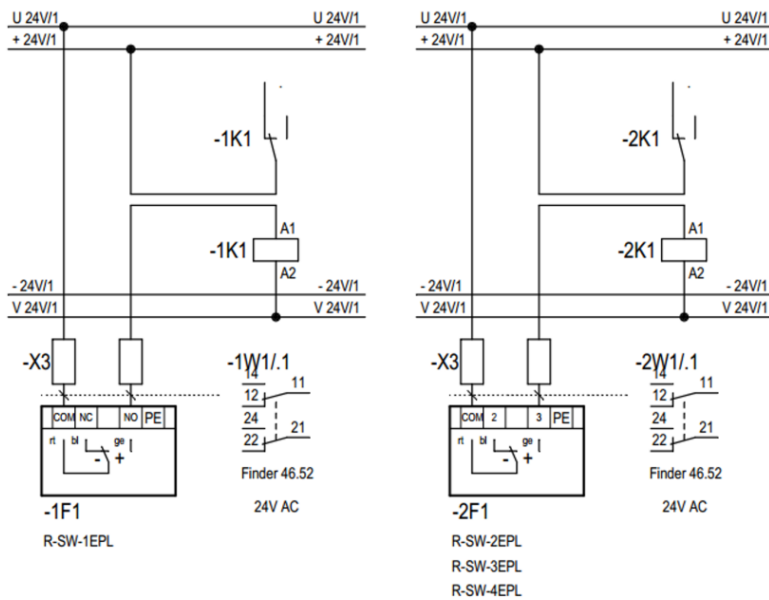 U 24V/1 U 24V/1
+ 24V/1 + 24V/1
-1K1
A1
-1K1
A2
- 24V/1 - 24V/1
V 24V/1 V 24V/1
-X3
-1W1/.1
14
12 11
24
22 21
COM NC NO PE
rt bl ge
- +
Finder 46.52
24V AC
-1F1
R-SW-1EPL
U 24V/1 U 24V/1
+ 24V/1 + 24V/1
-2K1
A1
-2K1
A2
- 24V/1 - 24V/1
V 24V/1 V 24V/1
-X3
-2W1/.1
14
12 11
24
22 21
COM 2 3 PE
rt bl ge
- +
Finder 46.52
24V AC
-2F1
R-SW-2EPL
R-SW-3EPL
R-SW-4EPL